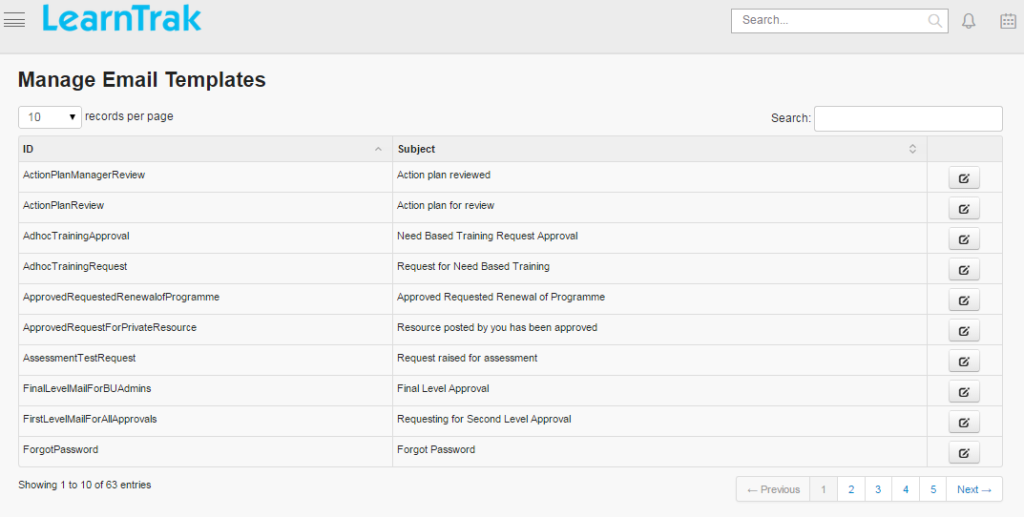 LearnTrak
Search...
Manage Email Templates
10 records per page
Search:
ID Subject
ActionPlanManagerReview Action plan reviewed
ActionPlanReview Action plan for review
AdhocTrainingApproval Need Based Training Request Approval
AdhocTrainingRequest Request for Need Based Training
ApprovedRequestedRenewalofProgramme Approved Requested Renewal of Programme
ApprovedRequestForPrivateResource Resource posted by you has been approved
AssessmentTestRequest Request raised for assessment
FinalLevelMailForBUAdmins Final Level Approval
FirstLevelMailForAllApprovals Requesting for Second Level Approval
ForgotPassword Forgot Password
Showing 1 to 10 of 63 entries ← Previous 1 2 3 4 5 Next →